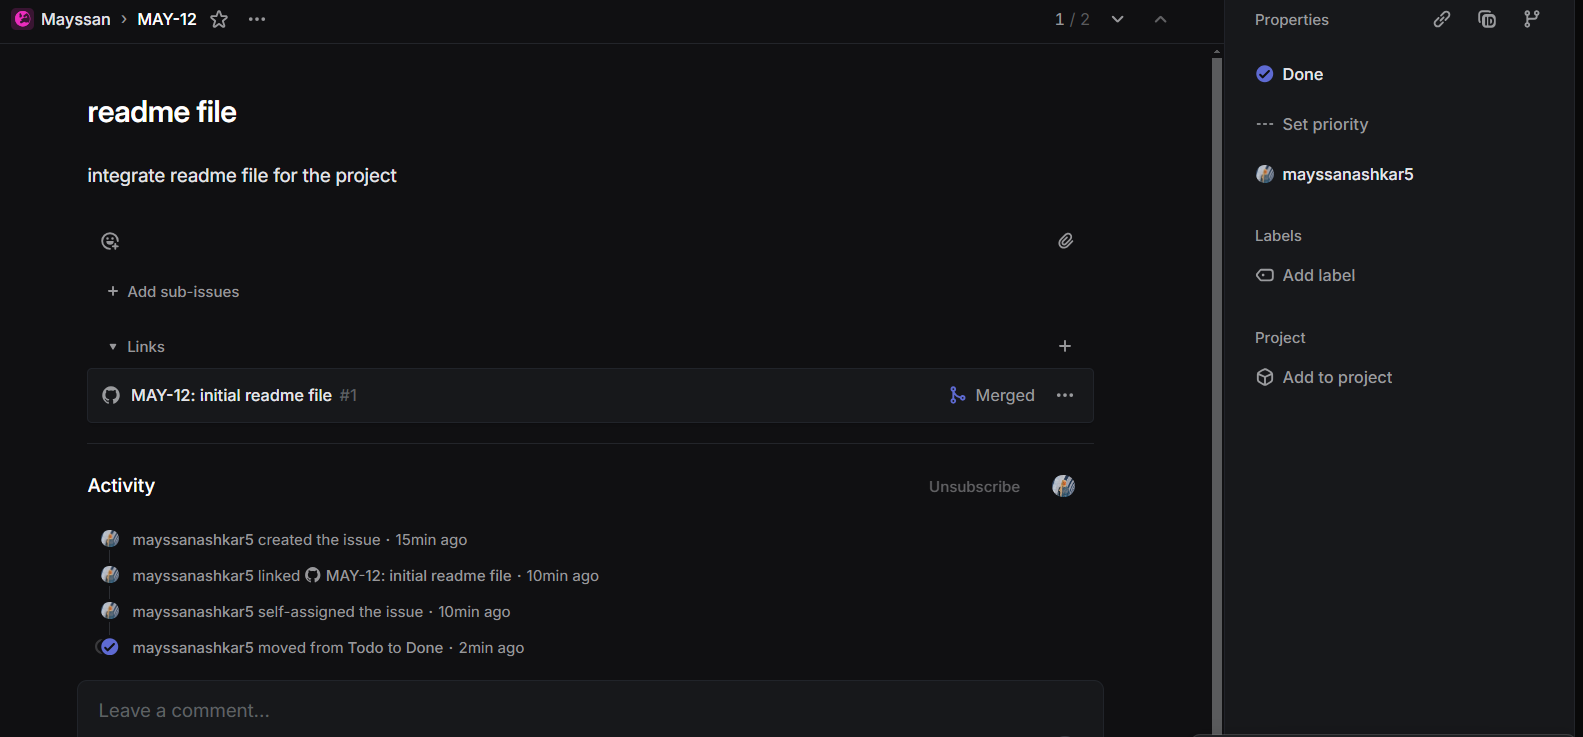 Mayssan › MAY-12
1 / 2
readme file
integrate readme file for the project
+ Add sub-issues
Links
MAY-12: initial readme file #1 Merged
Activity Unsubscribe
mayssanashkar5 created the issue · 15min ago
mayssanashkar5 linked MAY-12: initial readme file · 10min ago
mayssanashkar5 self-assigned the issue · 10min ago
mayssanashkar5 moved from Todo to Done · 2min ago
Leave a comment...
Properties
Done
Set priority
mayssanashkar5
Labels
Add label
Project
Add to project